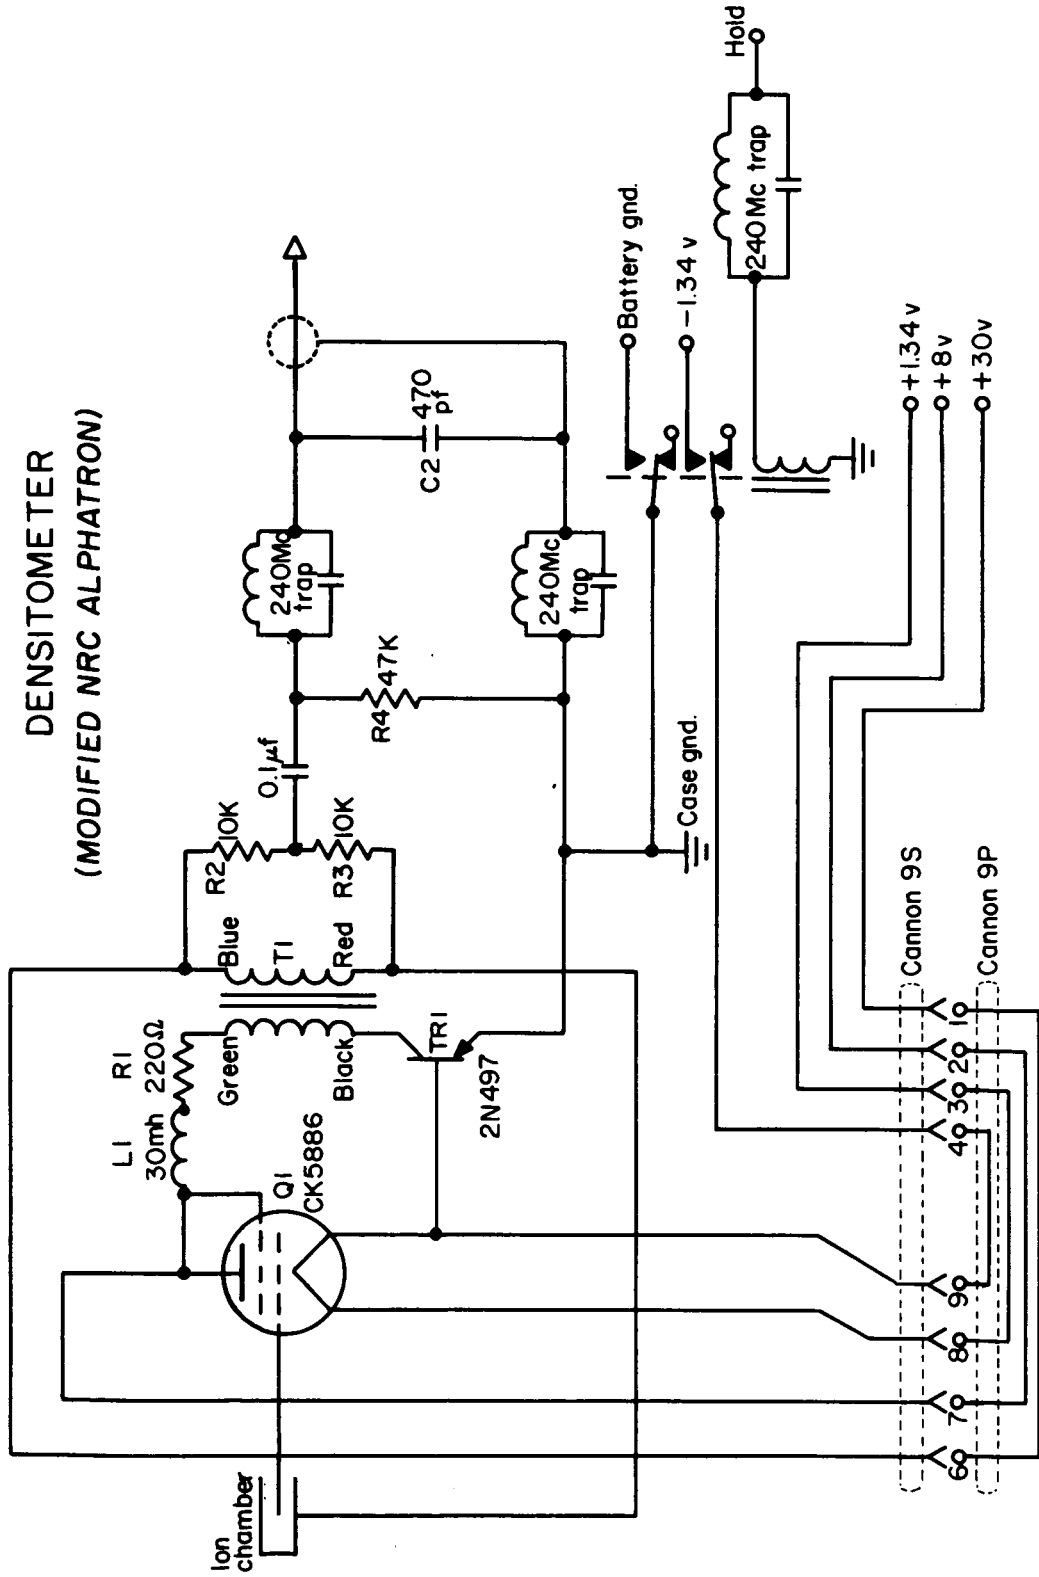 DENSITOMETER
(MODIFIED NRC ALPHATRON)
Hold
240 Mc trap
Battery gnd.
-1.34 v
+1.34 v
+8v
+30v
470
pf
C2
240Mc
trap
240Mc
trap
R4 47K
0.1µf
R2 10K
R3 10K
Case gnd.
Blue
T1
Red
Green
Black
R1
220Ω
L1
30mh
TR1
2N497
Q1
CK5886
Ion
chamber
Cannon 9S
Cannon 9P
1
2
3
4
9
8
7
6